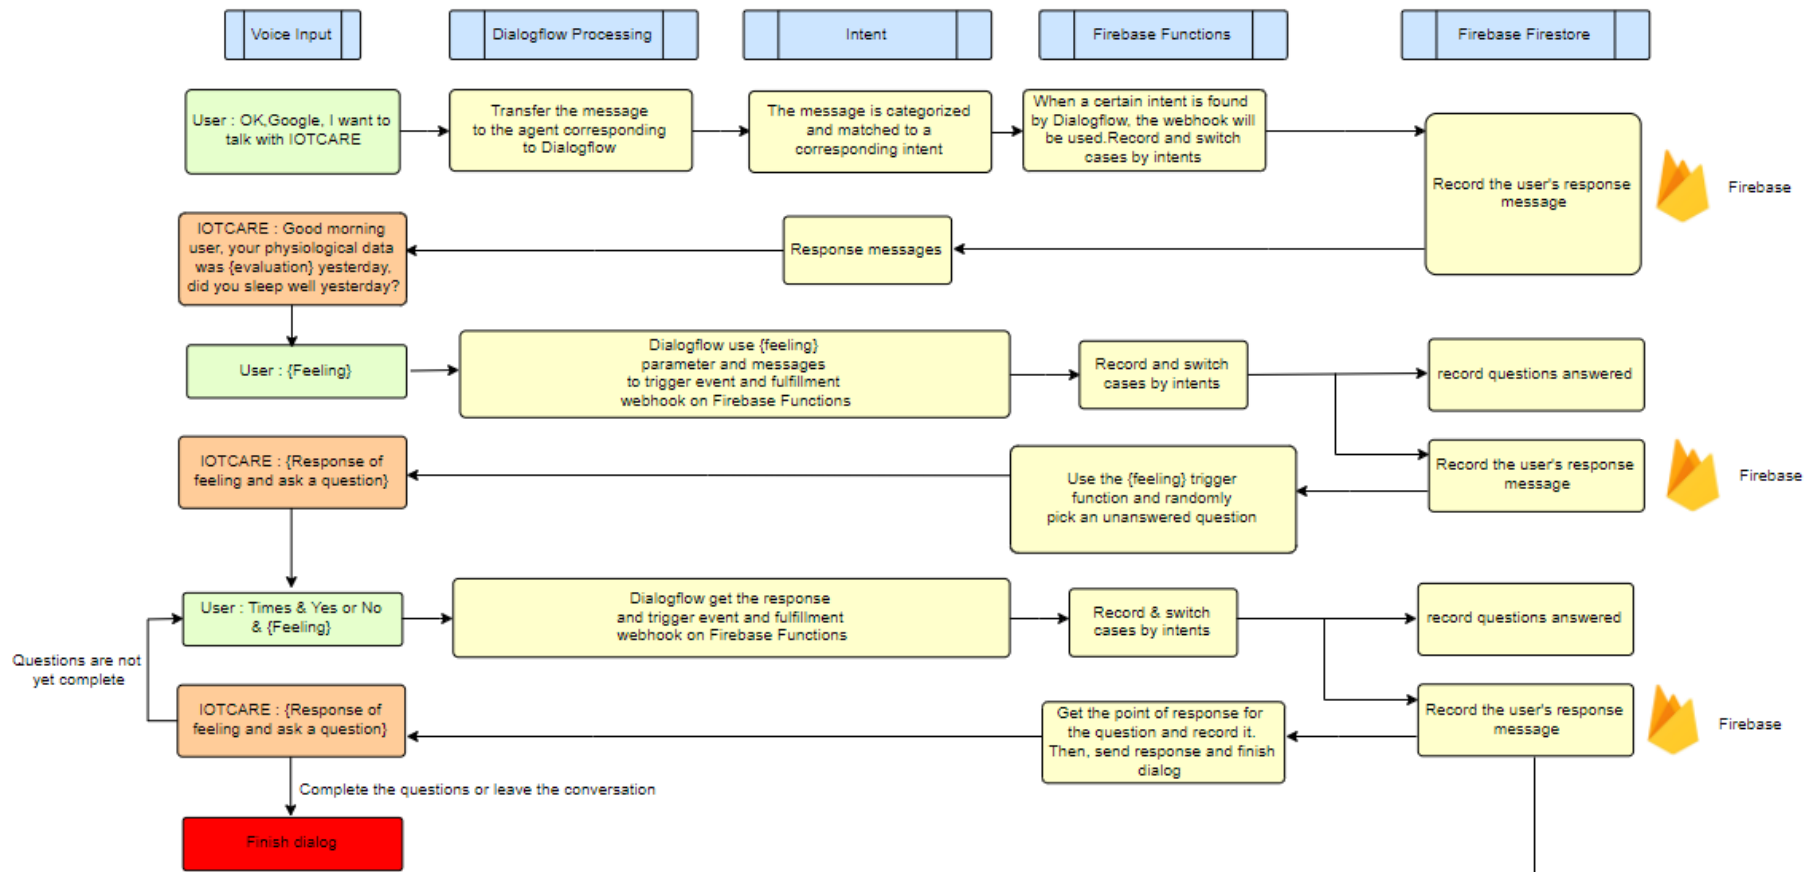 Voice Input
Dialogflow Processing
Intent
Firebase Functions
Firebase Firestore
User : OK,Google, I want to
talk with IOTCARE
Transfer the message
to the agent corresponding
to Dialogflow
The message is categorized
and matched to a
corresponding intent
When a certain intent is found
by Dialogflow, the webhook will
be used.Record and switch
cases by intents
Record the user's response
message
Firebase
IOTCARE : Good morning
user, your physiological data
was {evaluation} yesterday,
did you sleep well yesterday?
Response messages
User : {Feeling}
Dialogflow use {feeling}
parameter and messages
to trigger event and fulfillment
webhook on Firebase Functions
Record and switch
cases by intents
record questions answered
IOTCARE : {Response of
feeling and ask a question}
Use the {feeling} trigger
function and randomly
pick an unanswered question
Record the user's response
message
Firebase
User : Times & Yes or No
& {Feeling}
Dialogflow get the response
and trigger event and fulfillment
webhook on Firebase Functions
Record & switch
cases by intents
record questions answered
Questions are not
yet complete
IOTCARE : {Response of
feeling and ask a question}
Get the point of response for
the question and record it.
Then, send response and finish
dialog
Record the user's response
message
Firebase
Complete the questions or leave the conversation
Finish dialog